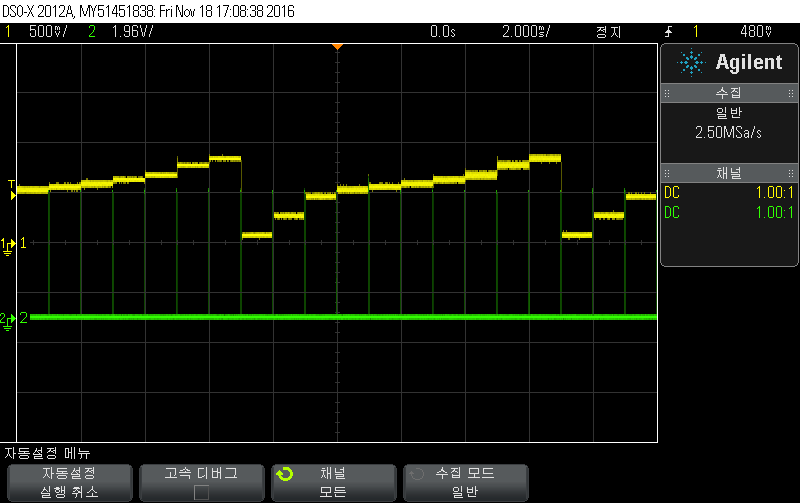 DSO-X 2012A, MY51451838: Fri Nov 18 17:08:38 2016
1 500mV/ 2 1.96V/ 0.0s 2.000ms/ 정지 1 480mV
Agilent
수집
일반
2.50MSa/s
채널
DC 1.00:1
DC 1.00:1
T
1 1
2 2
자동설정 메뉴
자동설정 고속 디버그 채널 수집 모드
실행 취소 모든 일반